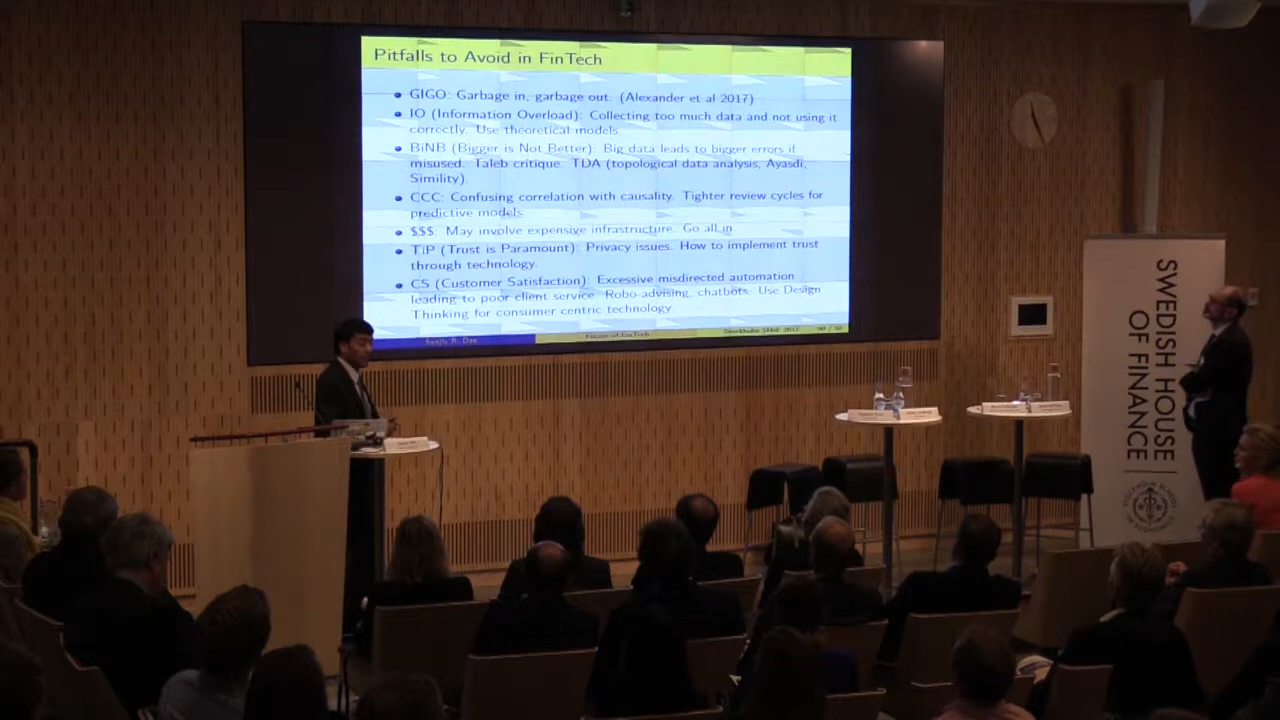 Pitfalls to Avoid in FinTech
GIGO: Garbage in, garbage out. (Alexander et al 2017)
IO (Information Overload): Collecting too much data and not using it
correctly. Use theoretical models.
BiNB (Bigger is Not Better): Big data leads to bigger errors if
misused. Taleb critique. TDA (topological data analysis, Ayasdi,
Simility).
CCC: Confusing correlation with causality. Tighter review cycles for
predictive models.
$$$: May involve expensive infrastructure. Go all in
TiP (Trust is Paramount): Privacy issues. How to implement trust
through technology.
CS (Customer Satisfaction): Excessive misdirected automation
leading to poor client service. Robo-advising, chatbots. Use Design
Thinking for consumer centric technology
Sanjiv R. Das
Future of FinTech
Stockholm SHoF 2017
SWEDISH HOUSE
OF FINANCE